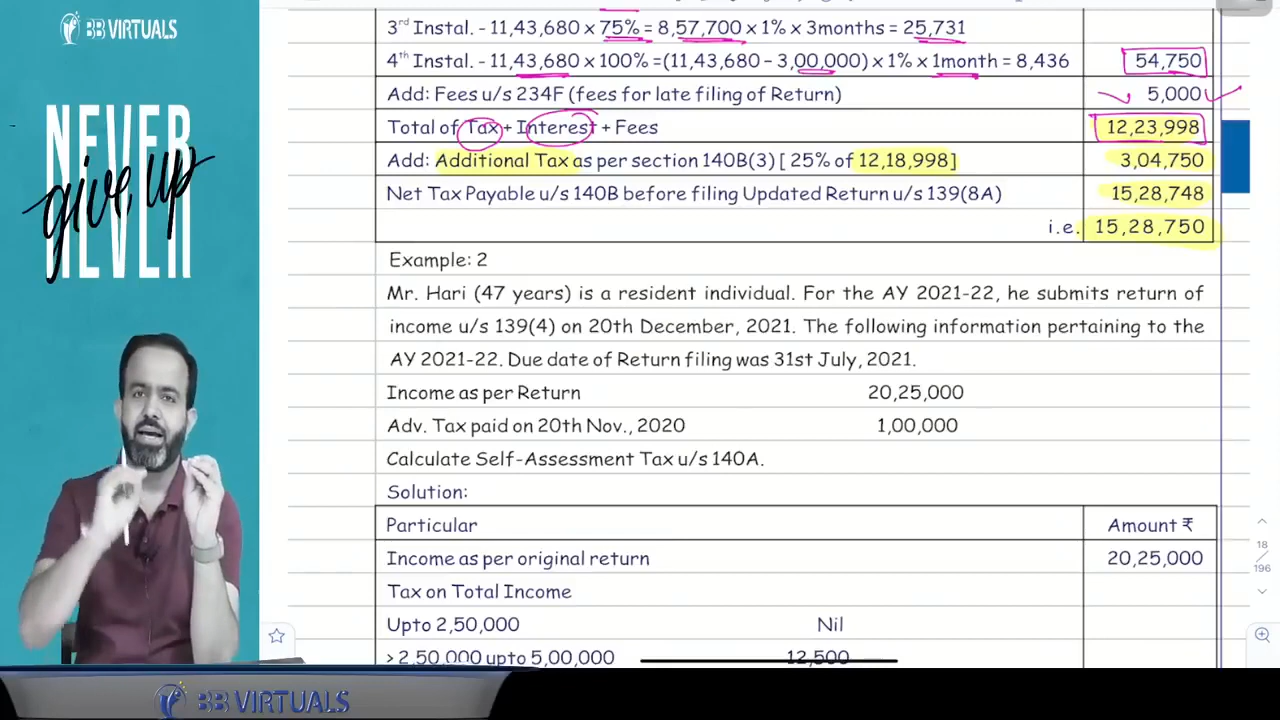 BB VIRTUALS
NEVER
give up
NEVER
3rd Instal. - 11,43,680 x 75% = 8,57,700 x 1% x 3months = 25,731
4th Instal. - 11,43,680 x 100% =(11,43,680 - 3,00,000) x 1% x 1month = 8,436 54,750
Add: Fees u/s 234F (fees for late filing of Return) 5,000
Total of Tax + Interest + Fees 12,23,998
Add: Additional Tax as per section 140B(3) [ 25% of 12,18,998] 3,04,750
Net Tax Payable u/s 140B before filing Updated Return u/s 139(8A) 15,28,748
i.e. 15,28,750
Example: 2
Mr. Hari (47 years) is a resident individual. For the AY 2021-22, he submits return of
income u/s 139(4) on 20th December, 2021. The following information pertaining to the
AY 2021-22. Due date of Return filing was 31st July, 2021.
Income as per Return 20,25,000
Adv. Tax paid on 20th Nov., 2020 1,00,000
Calculate Self-Assessment Tax u/s 140A.
Solution:
Particular Amount ₹
Income as per original return 20,25,000
Tax on Total Income
Upto 2,50,000 Nil
> 2,50,000 upto 5,00,000 12,500
18
196
BB VIRTUALS